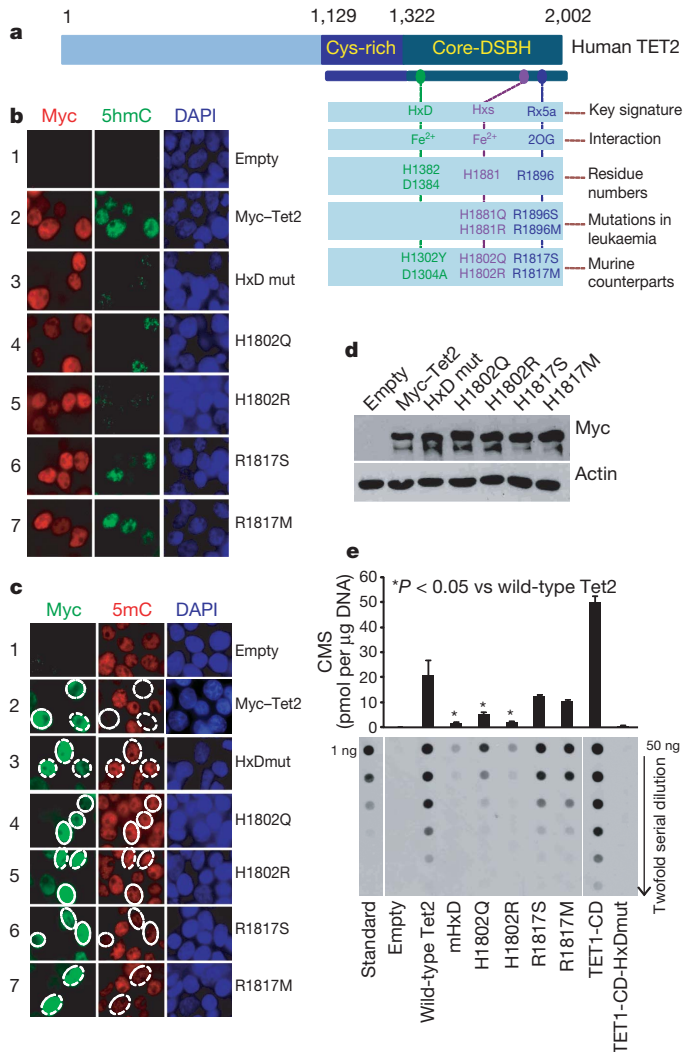 a
1 1,129 1,322 2,002
Cys-rich Core-DSBH Human TET2
HxD Hxs Rx5a Key signature
Fe2+ Fe2+ 2OG Interaction
H1382 D1384 H1881 R1896 Residue numbers
H1881Q H1881R R1896S R1896M Mutations in leukaemia
H1302Y D1304A H1802Q H1802R R1817S R1817M Murine counterparts
b
Myc 5hmC DAPI
1 Empty
2 Myc–Tet2
3 HxD mut
4 H1802Q
5 H1802R
6 R1817S
7 R1817M
c
Myc 5mC DAPI
1 Empty
2 Myc–Tet2
3 HxDmut
4 H1802Q
5 H1802R
6 R1817S
7 R1817M
d
Empty Myc–Tet2 HxD mut H1802Q H1802R H1817S H1817M
Myc
Actin
e
*P < 0.05 vs wild-type Tet2
CMS
(pmol per μg DNA)
60
50
40
30
20
10
0
* * *
1 ng 50 ng
Twofold serial dilution
Standard Empty Wild-type Tet2 mHxD H1802Q H1802R R1817S R1817M TET1-CD TET1-CD-HxDmut